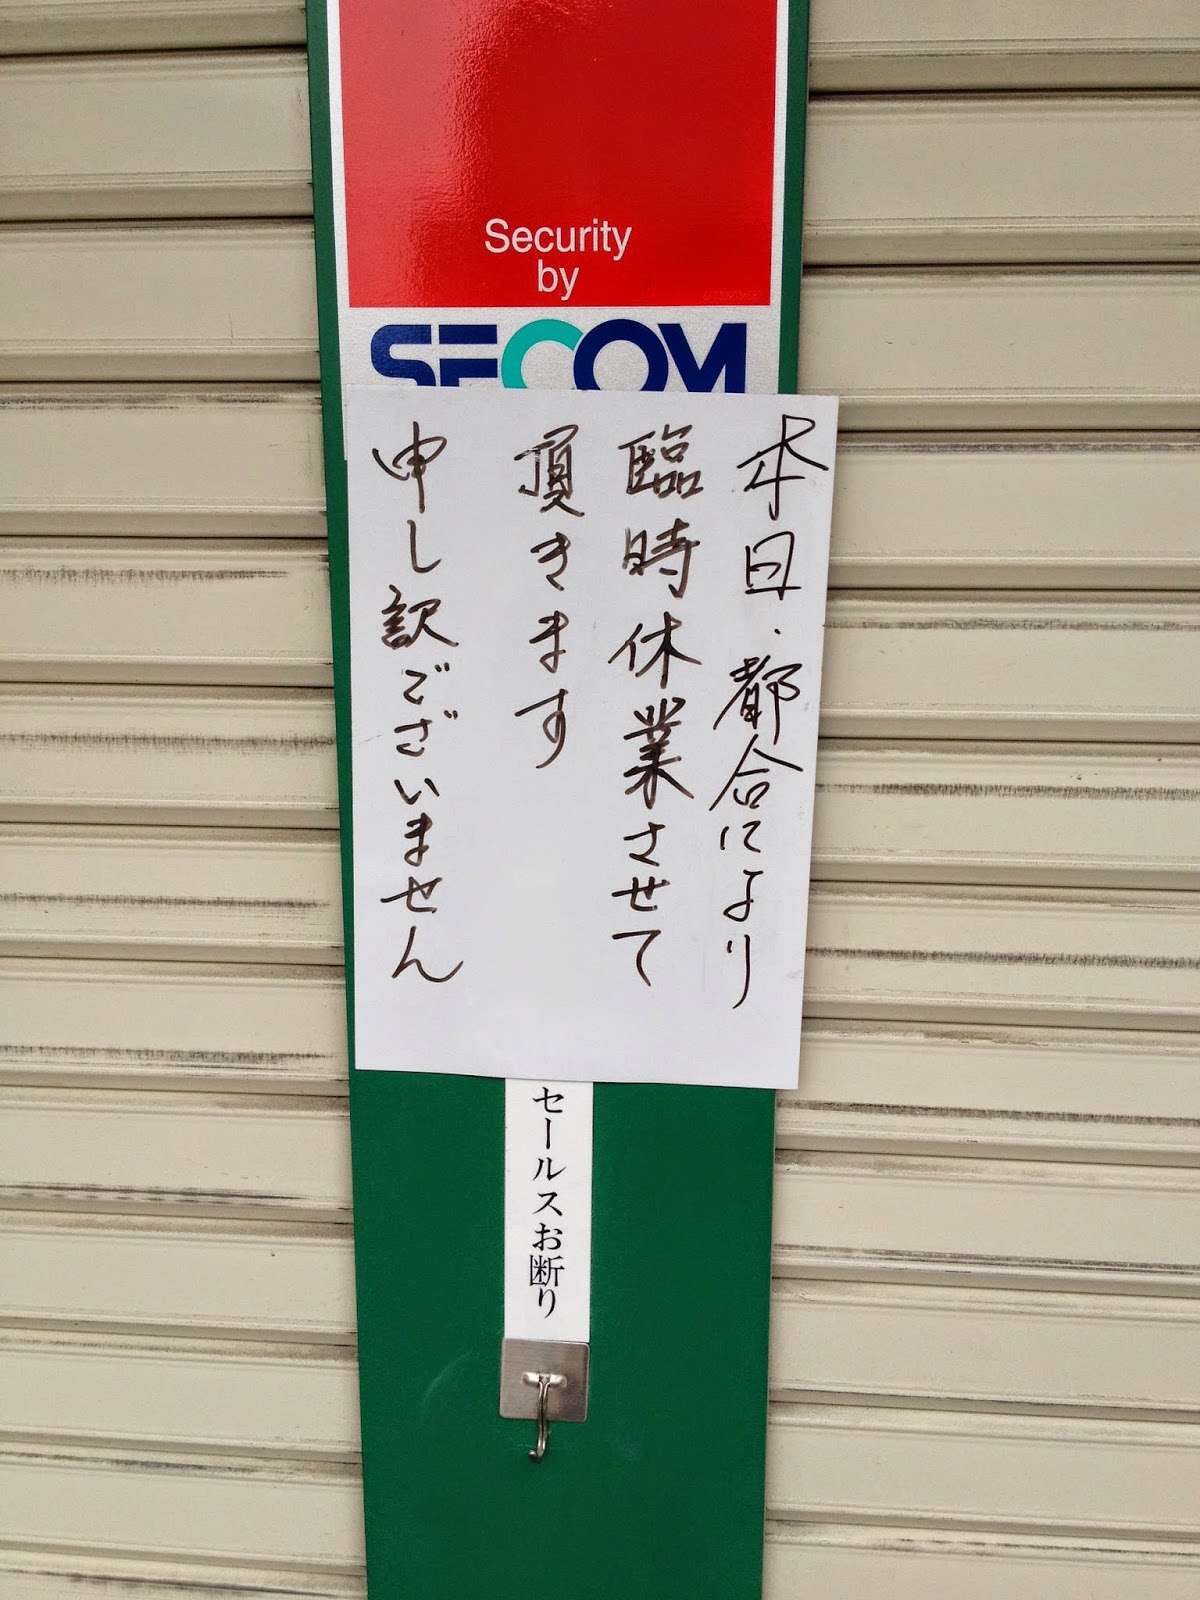 Security
by
SECOM
本日、都合により
臨時休業させて
頂きます
申し訳ございません
セールスお断り